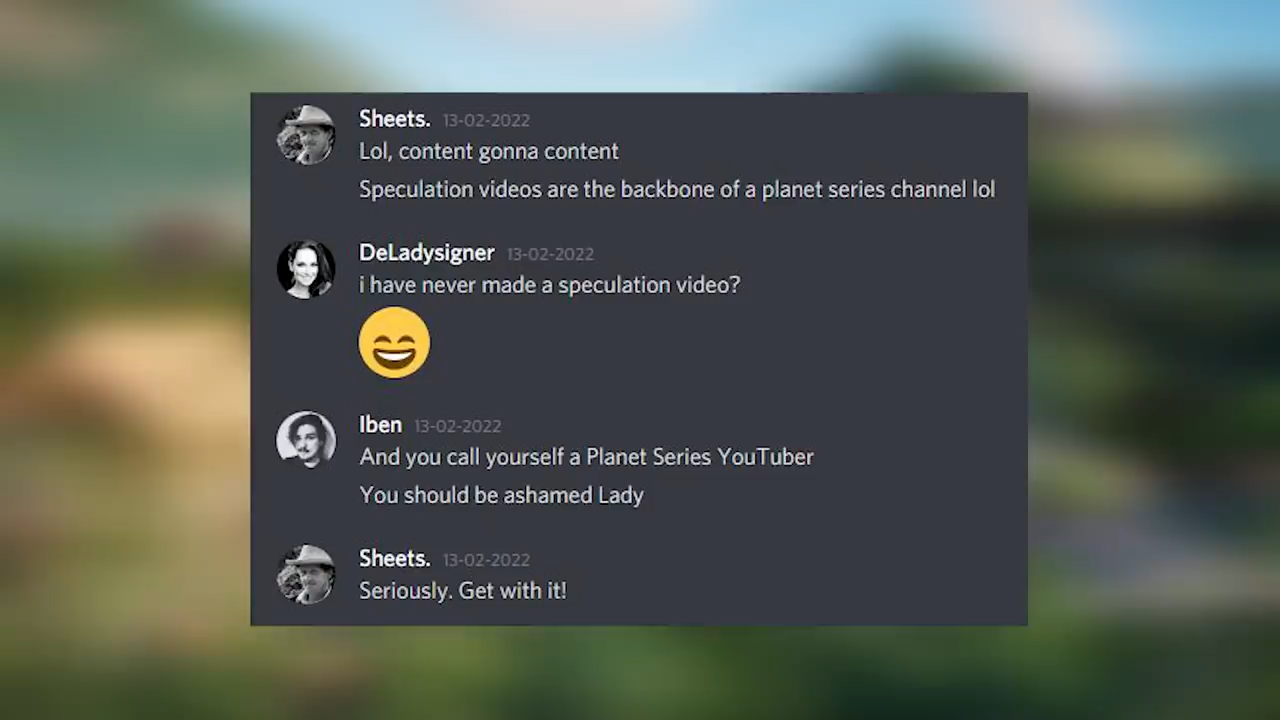 Sheets. 13-02-2022
Lol, content gonna content
Speculation videos are the backbone of a planet series channel lol
DeLadysigner 13-02-2022
i have never made a speculation video?
Iben 13-02-2022
And you call yourself a Planet Series YouTuber
You should be ashamed Lady
Sheets. 13-02-2022
Seriously. Get with it!